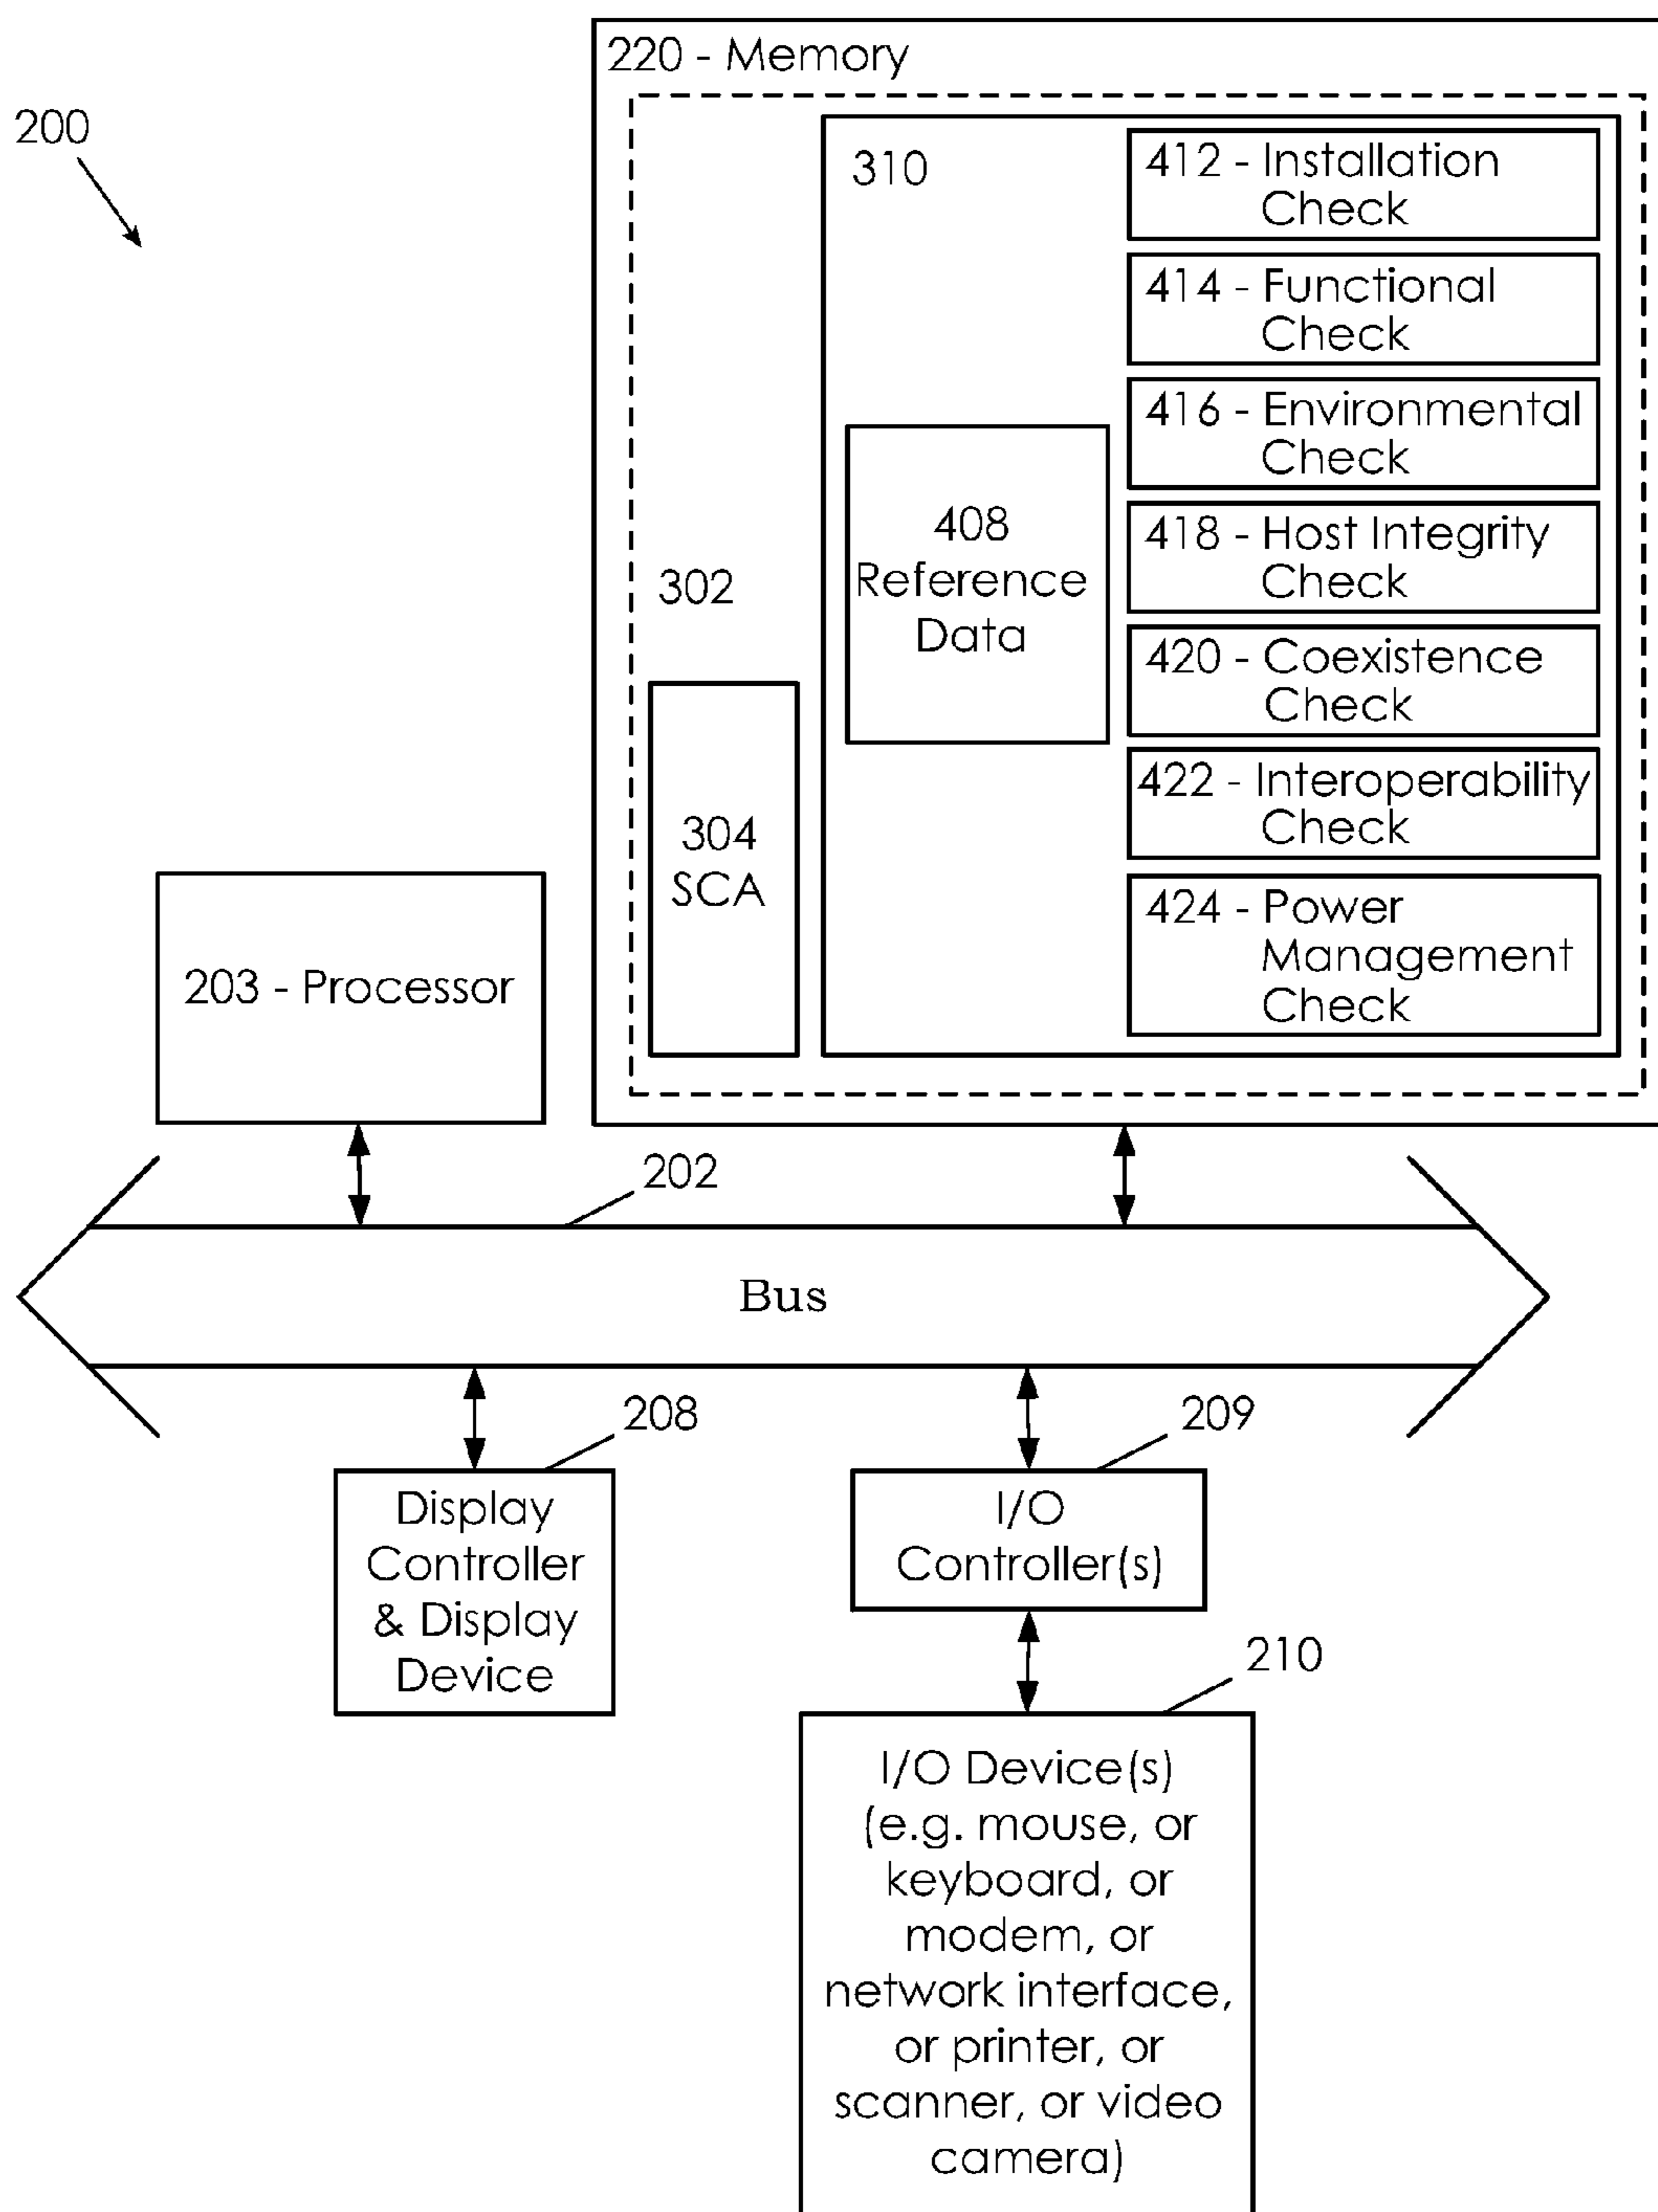 220 - Memory
200
310
412 - Installation
Check
414 - Functional
Check
416 - Environmental
Check
408
Reference
Data
418 - Host Integrity
Check
302
420 - Coexistence
Check
422 - Interoperability
Check
304
SCA
424 - Power
Management
Check
203 - Processor
202
Bus
208
209
Display
Controller
& Display
Device
I/O
Controller(s)
210
I/O Device(s)
(e.g. mouse, or
keyboard, or
modem, or
network interface,
or printer, or
scanner, or video
camera)